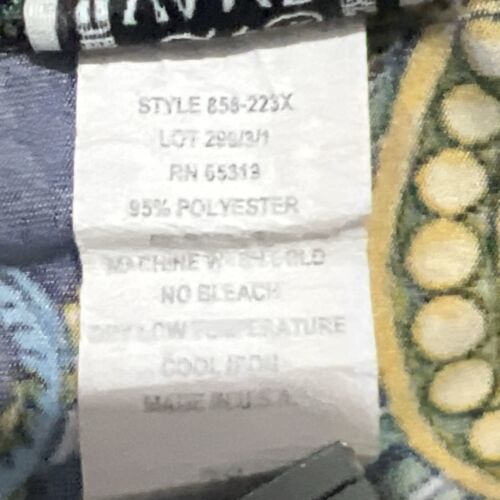 STYLE 858-223X
LOT 298/3/1
RN 65319
95% POLYESTER
MACHINE WASH COLD
NO BLEACH
DRY LOW TEMPERATURE
COOL IRON
MADE IN U.S.A.